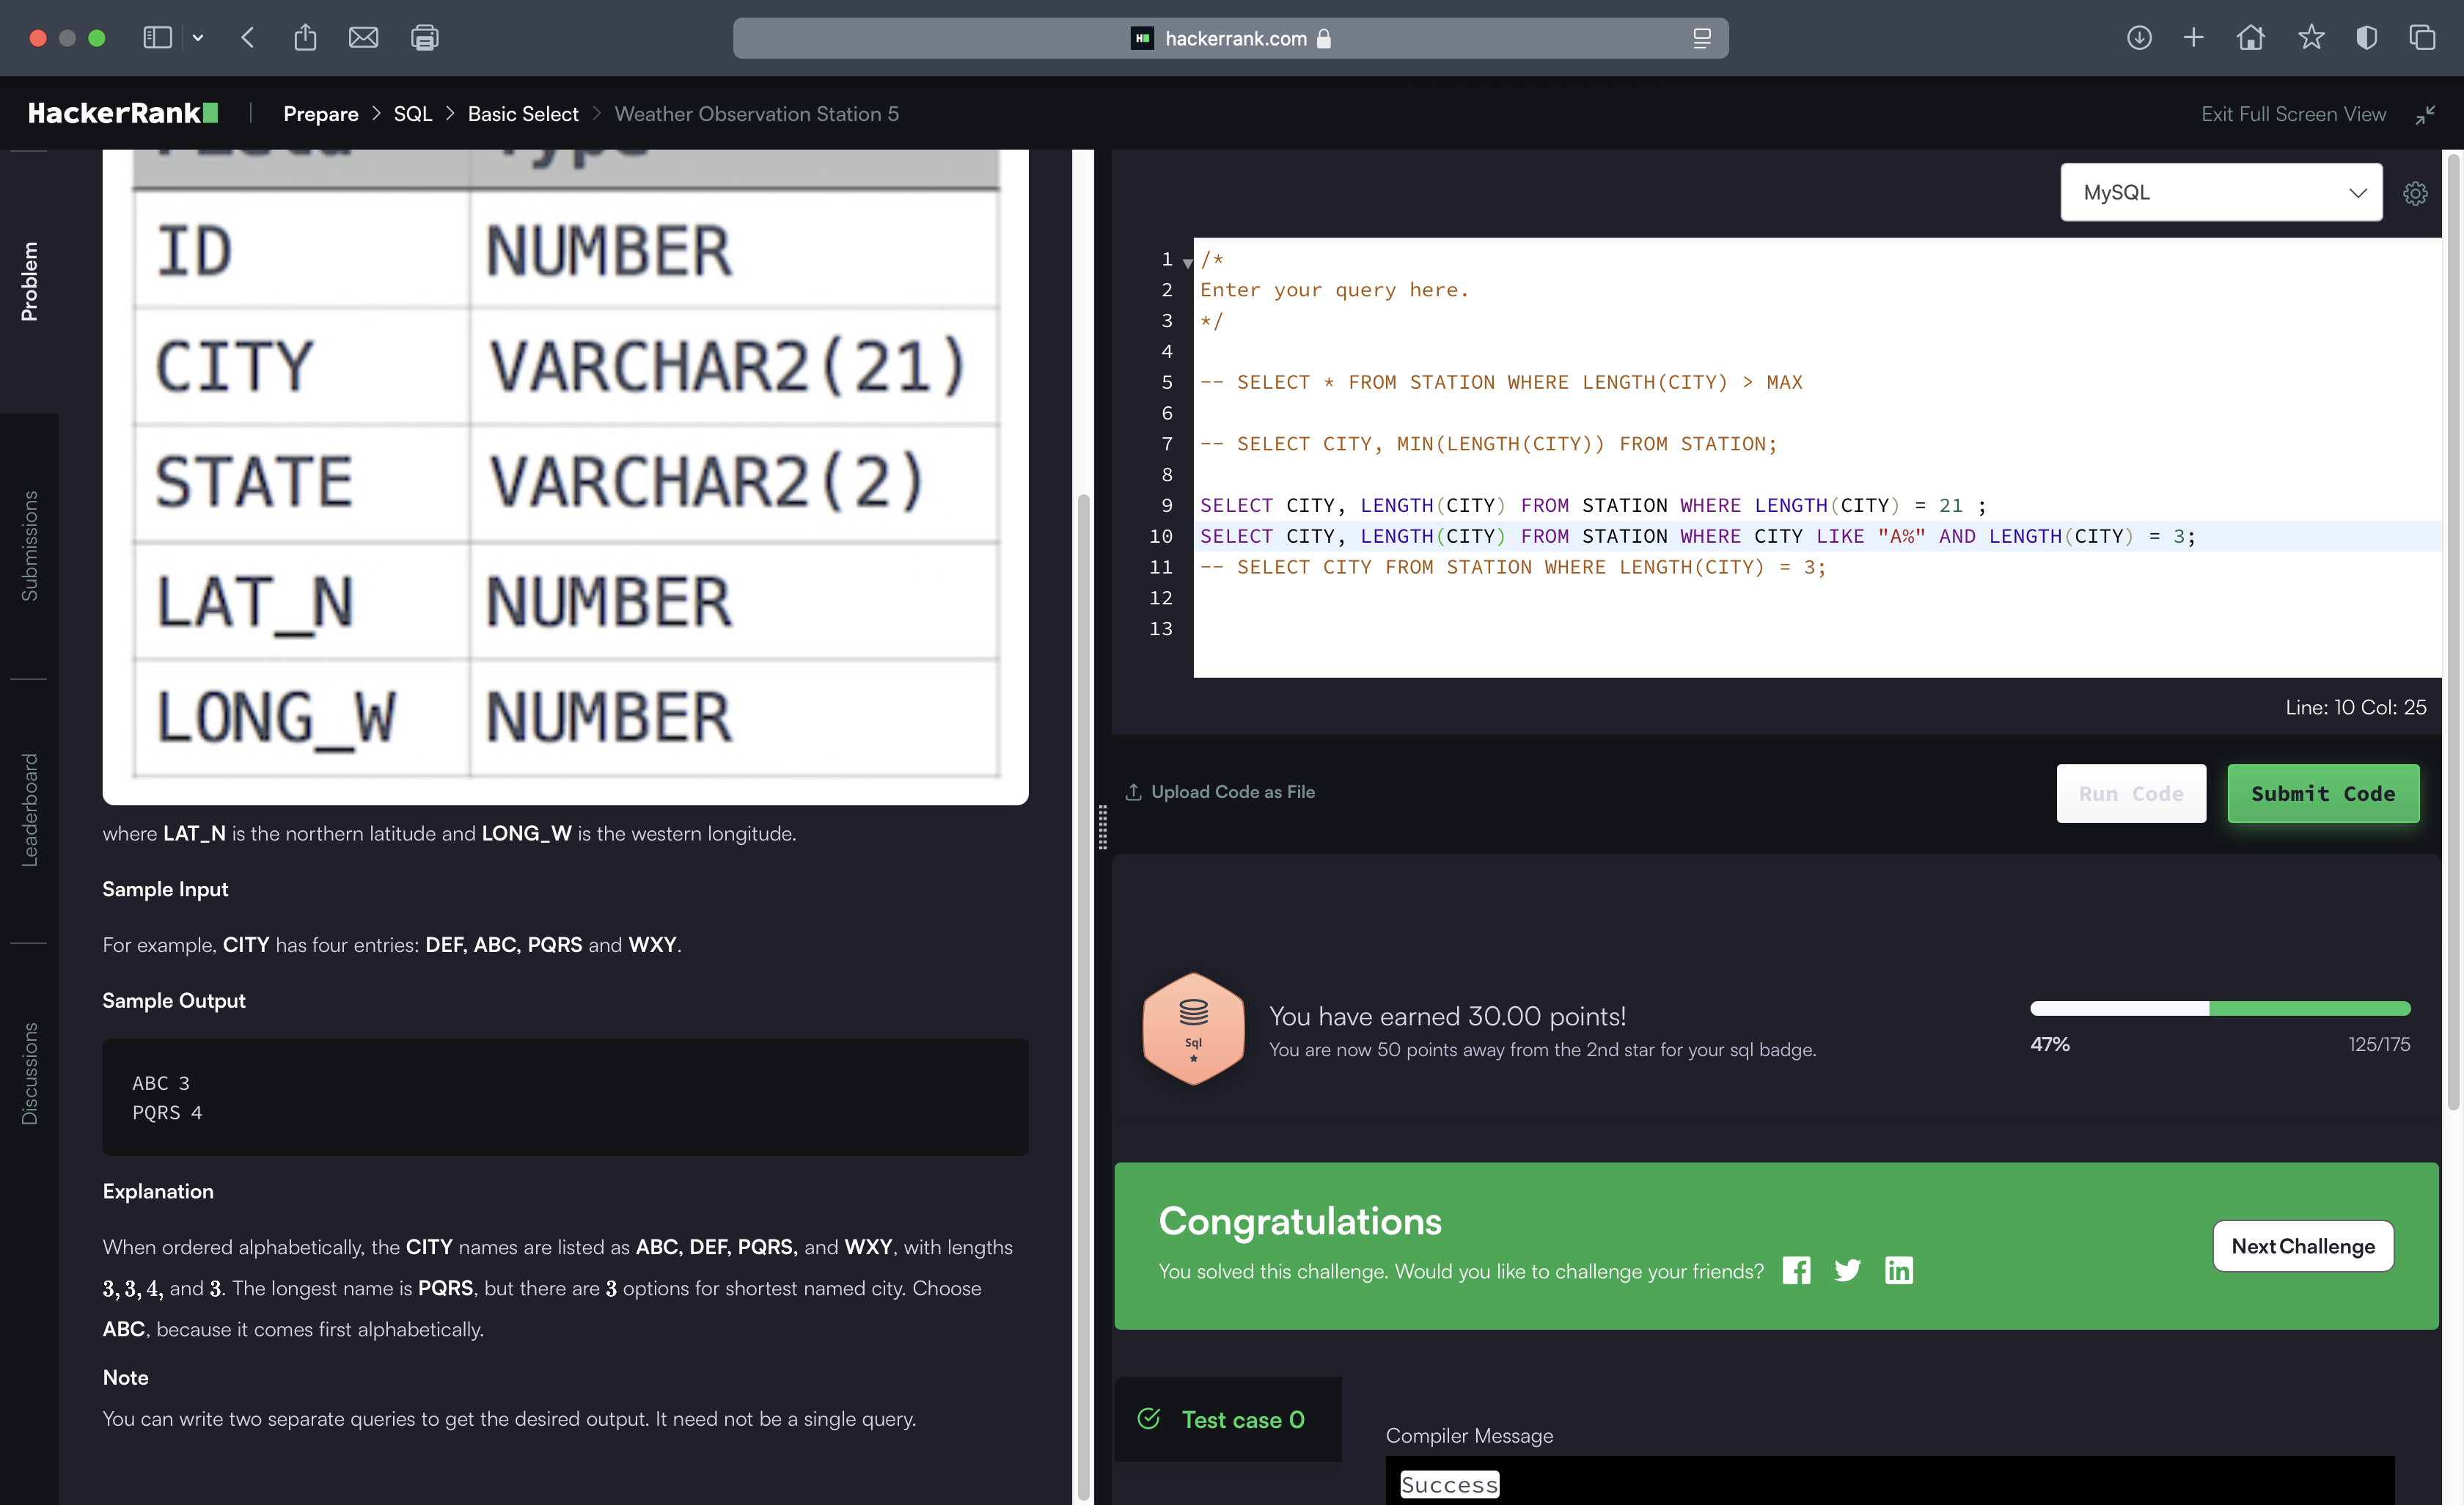 hackerrank.com
HackerRank
Prepare > SQL > Basic Select > Weather Observation Station 5
Exit Full Screen View
Problem
Submissions
Leaderboard
Discussions
Field Type
ID NUMBER
CITY VARCHAR2(21)
STATE VARCHAR2(2)
LAT_N NUMBER
LONG_W NUMBER
where LAT_N is the northern latitude and LONG_W is the western longitude.
Sample Input
For example, CITY has four entries: DEF, ABC, PQRS and WXY.
Sample Output
ABC 3
PQRS 4
Explanation
When ordered alphabetically, the CITY names are listed as ABC, DEF, PQRS, and WXY, with lengths
3, 3, 4, and 3. The longest name is PQRS, but there are 3 options for shortest named city. Choose
ABC, because it comes first alphabetically.
Note
You can write two separate queries to get the desired output. It need not be a single query.
MySQL
1 /*
2 Enter your query here.
3 */
4
5 -- SELECT * FROM STATION WHERE LENGTH(CITY) > MAX
6
7 -- SELECT CITY, MIN(LENGTH(CITY)) FROM STATION;
8
9 SELECT CITY, LENGTH(CITY) FROM STATION WHERE LENGTH(CITY) = 21 ;
10 SELECT CITY, LENGTH(CITY) FROM STATION WHERE CITY LIKE "A%" AND LENGTH(CITY) = 3;
11 -- SELECT CITY FROM STATION WHERE LENGTH(CITY) = 3;
12
13
Line: 10 Col: 25
Upload Code as File
Run Code
Submit Code
Sql
You have earned 30.00 points!
You are now 50 points away from the 2nd star for your sql badge.
47%
125/175
Congratulations
You solved this challenge. Would you like to challenge your friends?
Next Challenge
Test case 0
Compiler Message
Success